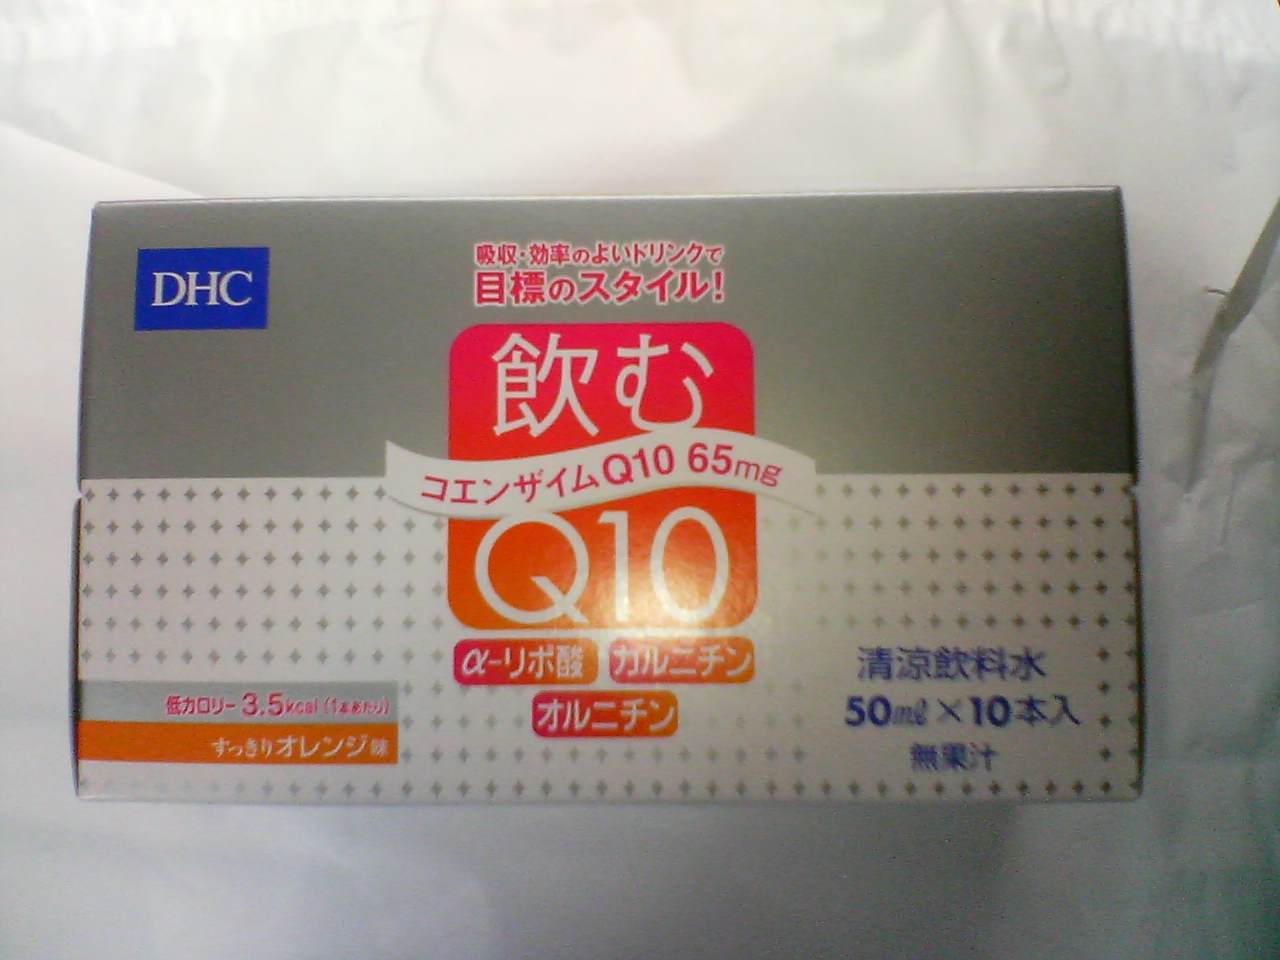 DHC
吸収・効率のよいドリンクで
目標のスタイル!
飲む
コエンザイムQ10 65mg
Q10
α-リポ酸 カルニチン
オルニチン
低カロリー 3.5kcal (1本あたり)
すっきりオレンジ味
清涼飲料水
50ml×10本入
無果汁